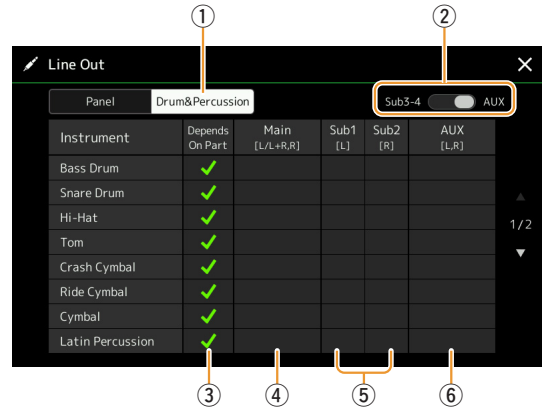 ① ②
Line Out
Panel Drum&Percussion Sub3-4 AUX
Instrument Depends On Part Main [L/L+R,R] Sub1 [L] Sub2 [R] AUX [L,R]
Bass Drum
Snare Drum
Hi-Hat
1/2
Tom
Crash Cymbal
Ride Cymbal
Cymbal
Latin Percussion
③ ④ ⑤ ⑥